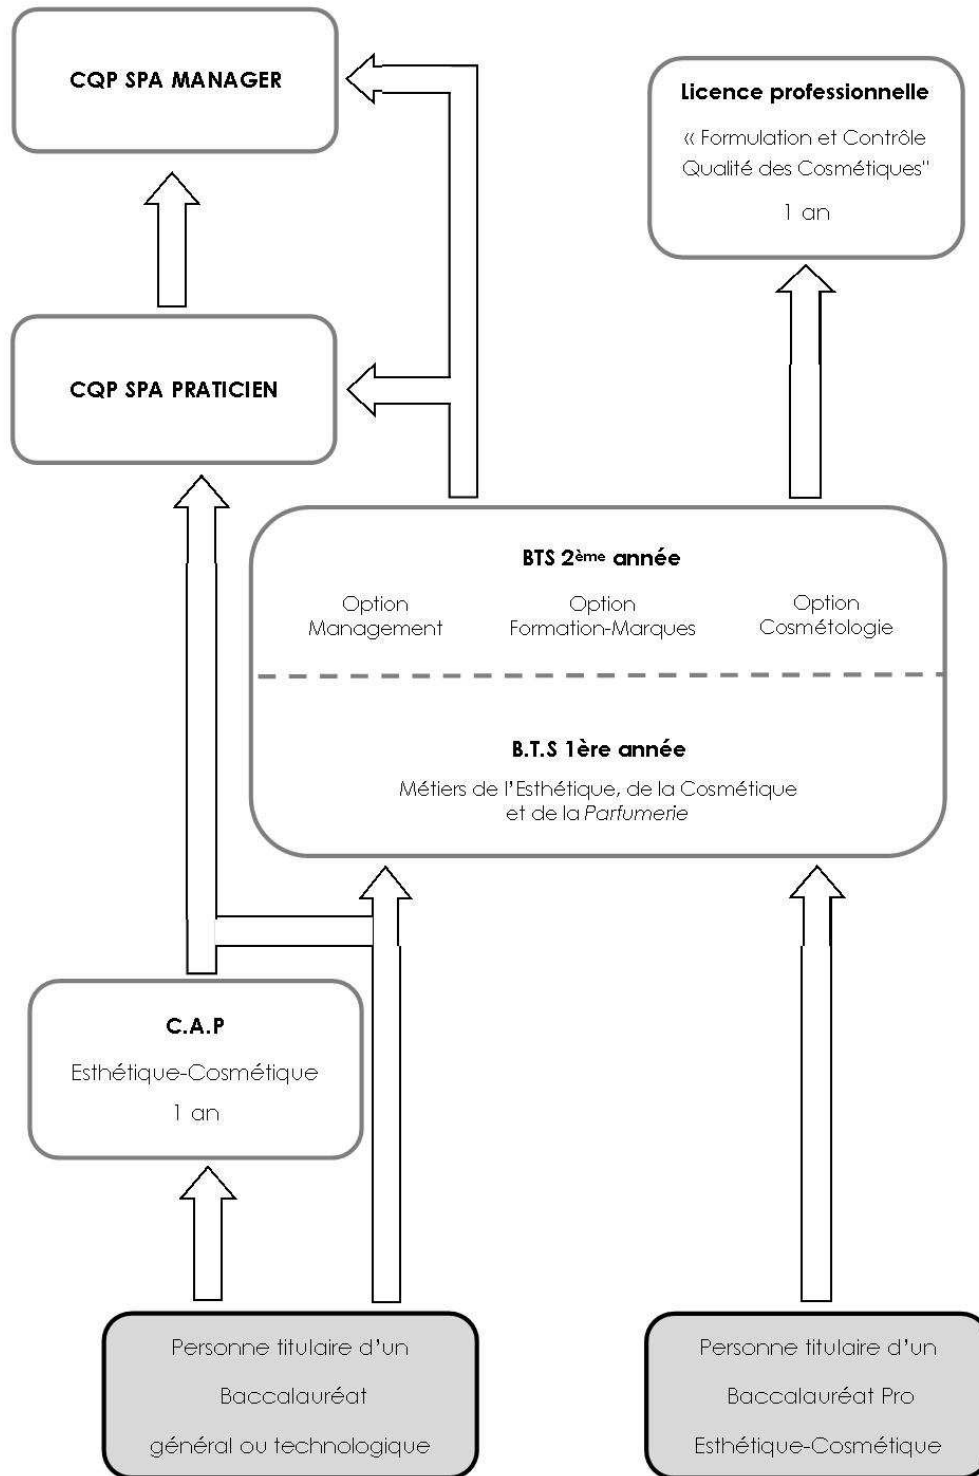 CQP SPA MANAGER
Licence professionnelle
« Formulation et Contrôle
Qualité des Cosmétiques"
1 an
CQP SPA PRATICIEN
BTS 2ème année
Option
Management
Option
Formation-Marques
Option
Cosmétologie
B.T.S 1ère année
Métiers de l'Esthétique, de la Cosmétique
et de la Parfumerie
C.A.P
Esthétique-Cosmétique
1 an
Personne titulaire d'un
Baccalauréat
général ou technologique
Personne titulaire d'un
Baccalauréat Pro
Esthétique-Cosmétique